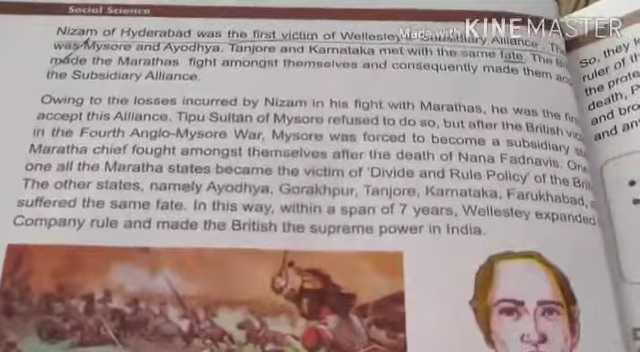 Social Science
Made with KINEMASTER
Nizam of Hyderabad was the first victim of Wellesley Subsidiary Alliance. The
was Mysore and Ayodhya. Tanjore and Karnataka met with the same fate. The
made the Marathas fight amongst themselves and consequently made them
the Subsidiary Alliance.
Owing to the losses incurred by Nizam in his fight with Marathas, he was the
accept this Alliance. Tipu Sultan of Mysore refused to do so, but after the British
in the Fourth Anglo-Mysore War, Mysore was forced to become a subsidiary
Maratha chief fought amongst themselves after the death of Nana Fadnavis.
one all the Maratha states became the victim of 'Divide and Rule Policy' of the
The other states, namely Ayodhya, Gorakhpur, Tanjore, Karnataka, Farukhabad,
suffered the same fate. In this way, within a span of 7 years, Wellesley expanded
Company rule and made the British the supreme power in India.
So, they
ruler of
the
death,
and
and